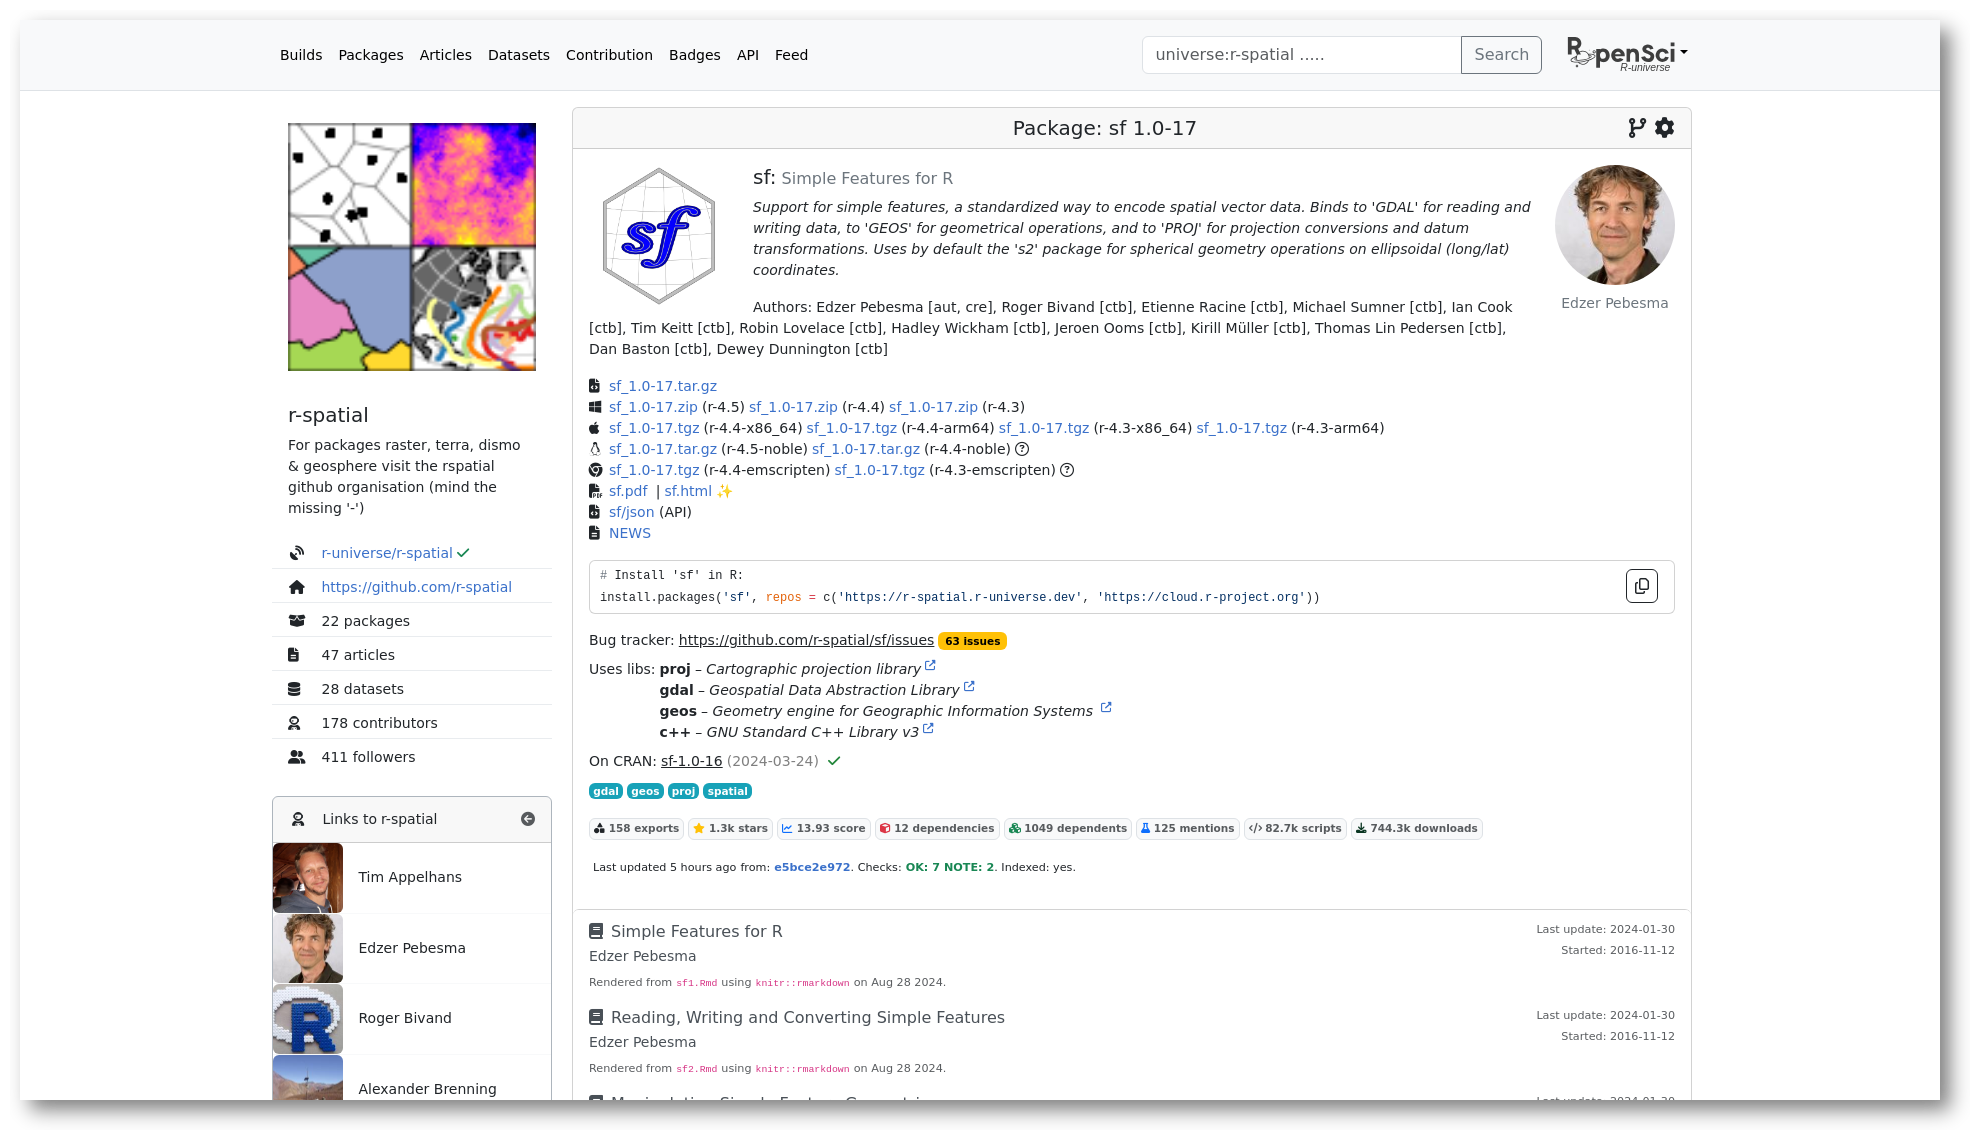 Builds Packages Articles Datasets Contribution Badges API Feed
universe:r-spatial ..... Search
ROpenSci
R-universe
r-spatial
For packages raster, terra, dismo
& geosphere visit the rspatial
github organisation (mind the
missing '-')
r-universe/r-spatial
https://github.com/r-spatial
22 packages
47 articles
28 datasets
178 contributors
411 followers
Links to r-spatial
Tim Appelhans
Edzer Pebesma
Roger Bivand
Alexander Brenning
Package: sf 1.0-17
sf
sf: Simple Features for R
Support for simple features, a standardized way to encode spatial vector data. Binds to 'GDAL' for reading and
writing data, to 'GEOS' for geometrical operations, and to 'PROJ' for projection conversions and datum
transformations. Uses by default the 's2' package for spherical geometry operations on ellipsoidal (long/lat)
coordinates.
Edzer Pebesma
Authors: Edzer Pebesma [aut, cre], Roger Bivand [ctb], Etienne Racine [ctb], Michael Sumner [ctb], Ian Cook
[ctb], Tim Keitt [ctb], Robin Lovelace [ctb], Hadley Wickham [ctb], Jeroen Ooms [ctb], Kirill Müller [ctb], Thomas Lin Pedersen [ctb],
Dan Baston [ctb], Dewey Dunnington [ctb]
sf_1.0-17.tar.gz
sf_1.0-17.zip (r-4.5) sf_1.0-17.zip (r-4.4) sf_1.0-17.zip (r-4.3)
sf_1.0-17.tgz (r-4.4-x86_64) sf_1.0-17.tgz (r-4.4-arm64) sf_1.0-17.tgz (r-4.3-x86_64) sf_1.0-17.tgz (r-4.3-arm64)
sf_1.0-17.tar.gz (r-4.5-noble) sf_1.0-17.tar.gz (r-4.4-noble)
sf_1.0-17.tgz (r-4.4-emscripten) sf_1.0-17.tgz (r-4.3-emscripten)
sf.pdf | sf.html ✨
sf/json (API)
NEWS
# Install 'sf' in R:
install.packages('sf', repos = c('https://r-spatial.r-universe.dev', 'https://cloud.r-project.org'))
Bug tracker: https://github.com/r-spatial/sf/issues 63 issues
Uses libs: proj – Cartographic projection library
gdal – Geospatial Data Abstraction Library
geos – Geometry engine for Geographic Information Systems
c++ – GNU Standard C++ Library v3
On CRAN: sf-1.0-16 (2024-03-24)
gdal geos proj spatial
158 exports 1.3k stars 13.93 score 12 dependencies 1049 dependents 125 mentions 82.7k scripts 744.3k downloads
Last updated 5 hours ago from: e5bce2e972. Checks: OK: 7 NOTE: 2. Indexed: yes.
Simple Features for R Last update: 2024-01-30
Edzer Pebesma Started: 2016-11-12
Rendered from sf1.Rmd using knitr::rmarkdown on Aug 28 2024.
Reading, Writing and Converting Simple Features Last update: 2024-01-30
Edzer Pebesma Started: 2016-11-12
Rendered from sf2.Rmd using knitr::rmarkdown on Aug 28 2024.